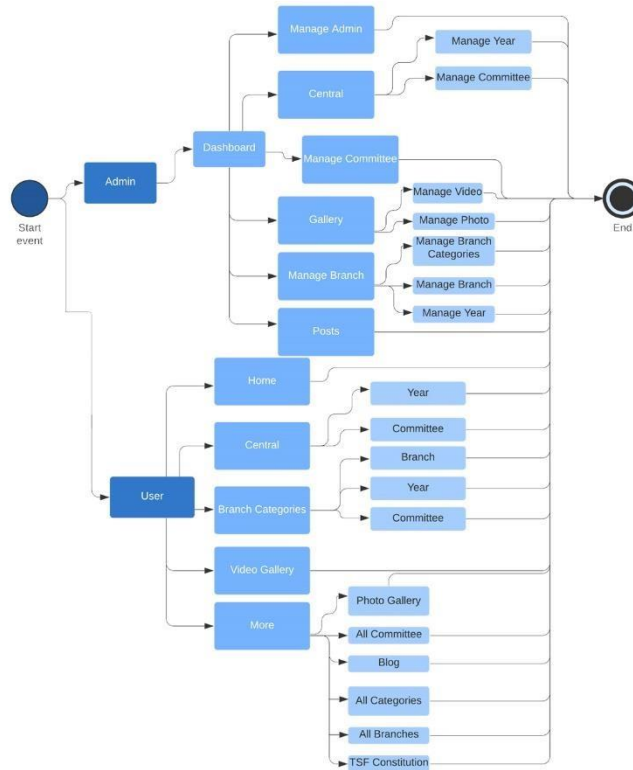 Manage Admin
Manage Year
Central
Manage Committee
Dashboard
Manage Committee
Admin
Manage Video
Start
event
Gallery
Manage Photo
End
Manage Branch
Categories
Manage Branch
Manage Branch
Manage Year
Posts
Home
Year
Central
Committee
Branch
User
Branch Categories
Year
Committee
Video Gallery
Photo Gallery
More
All Committee
Blog
All Categories
All Branches
TSF Constitution